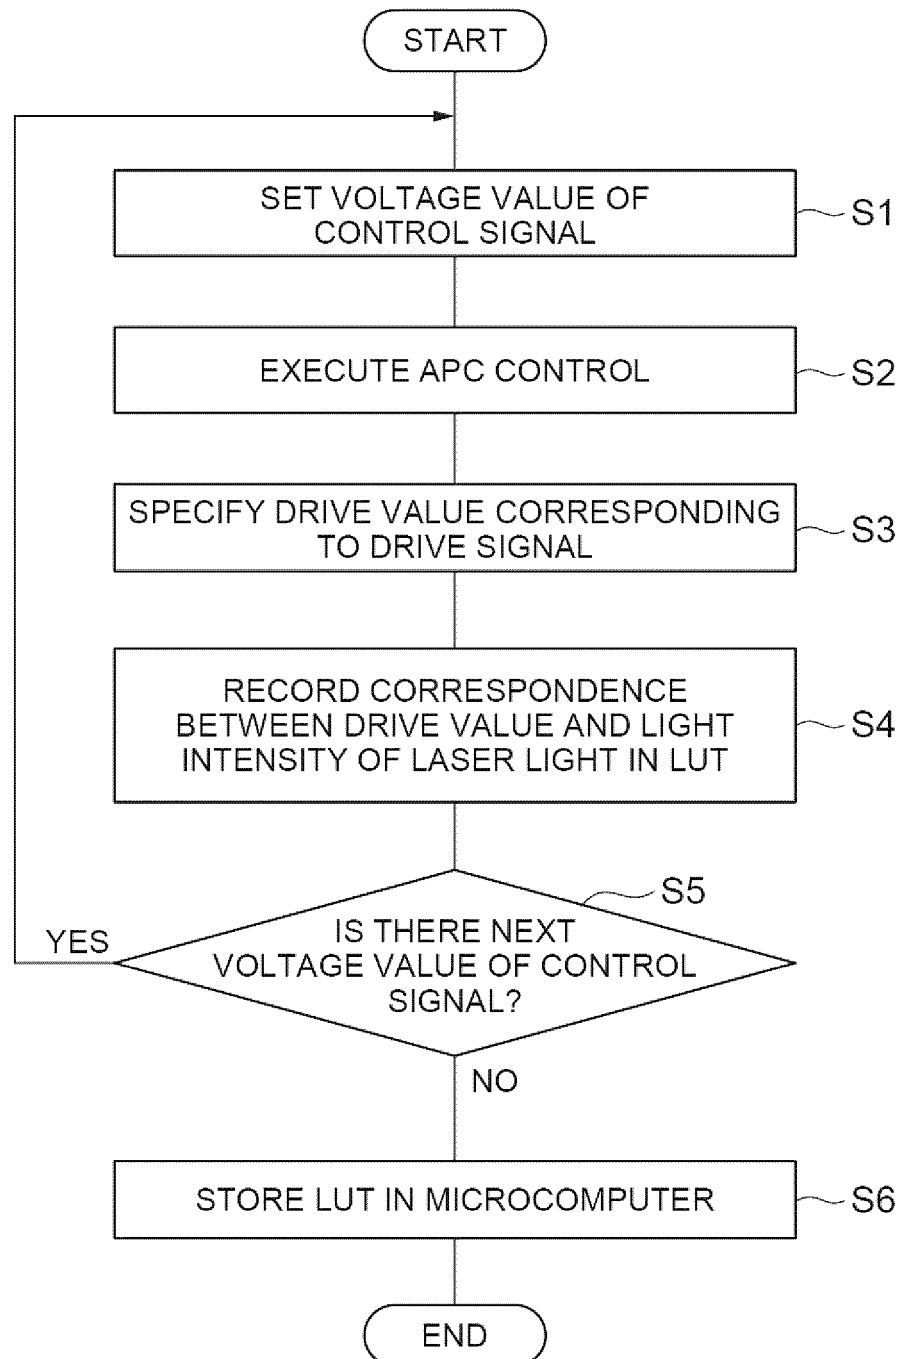 START
SET VOLTAGE VALUE OF
CONTROL SIGNAL
S1
EXECUTE APC CONTROL
S2
SPECIFY DRIVE VALUE CORRESPONDING
TO DRIVE SIGNAL
S3
RECORD CORRESPONDENCE
BETWEEN DRIVE VALUE AND LIGHT
INTENSITY OF LASER LIGHT IN LUT
S4
S5
IS THERE NEXT
VOLTAGE VALUE OF CONTROL
SIGNAL?
YES
NO
STORE LUT IN MICROCOMPUTER
S6
END